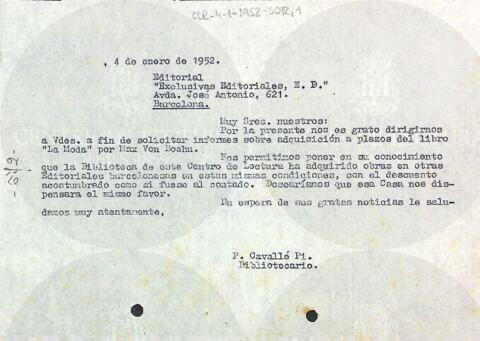 CLR-4-1-1952-SOR,1
, 4 de enero de 1952.
Editorial
"Exclusivas Editoriales, E. D."
Avda. José Antonio, 621.
Barcelona.
Muy Sres. nuestros:
Por la presente nos es grato dirigirnos
a Vdes. a fin de solicitar informes sobre adquisición a plazos del libro
"La Moda" por Max Von Boehn.
Nos permitimos poner en su conocimiento
que la Biblioteca de este Centro de Lectura ha adquirido obras en otras
Editoriales barcelonesas en estas mismas condiciones, con el descuento
acostumbrado como si fuese al contado. Desearíamos que esa Casa nos dis-
pensara el mismo favor.
En espera de sus gratas noticias le salu-
damos muy atentamente,
P. Cavallé Pi.
Bibliotecario.